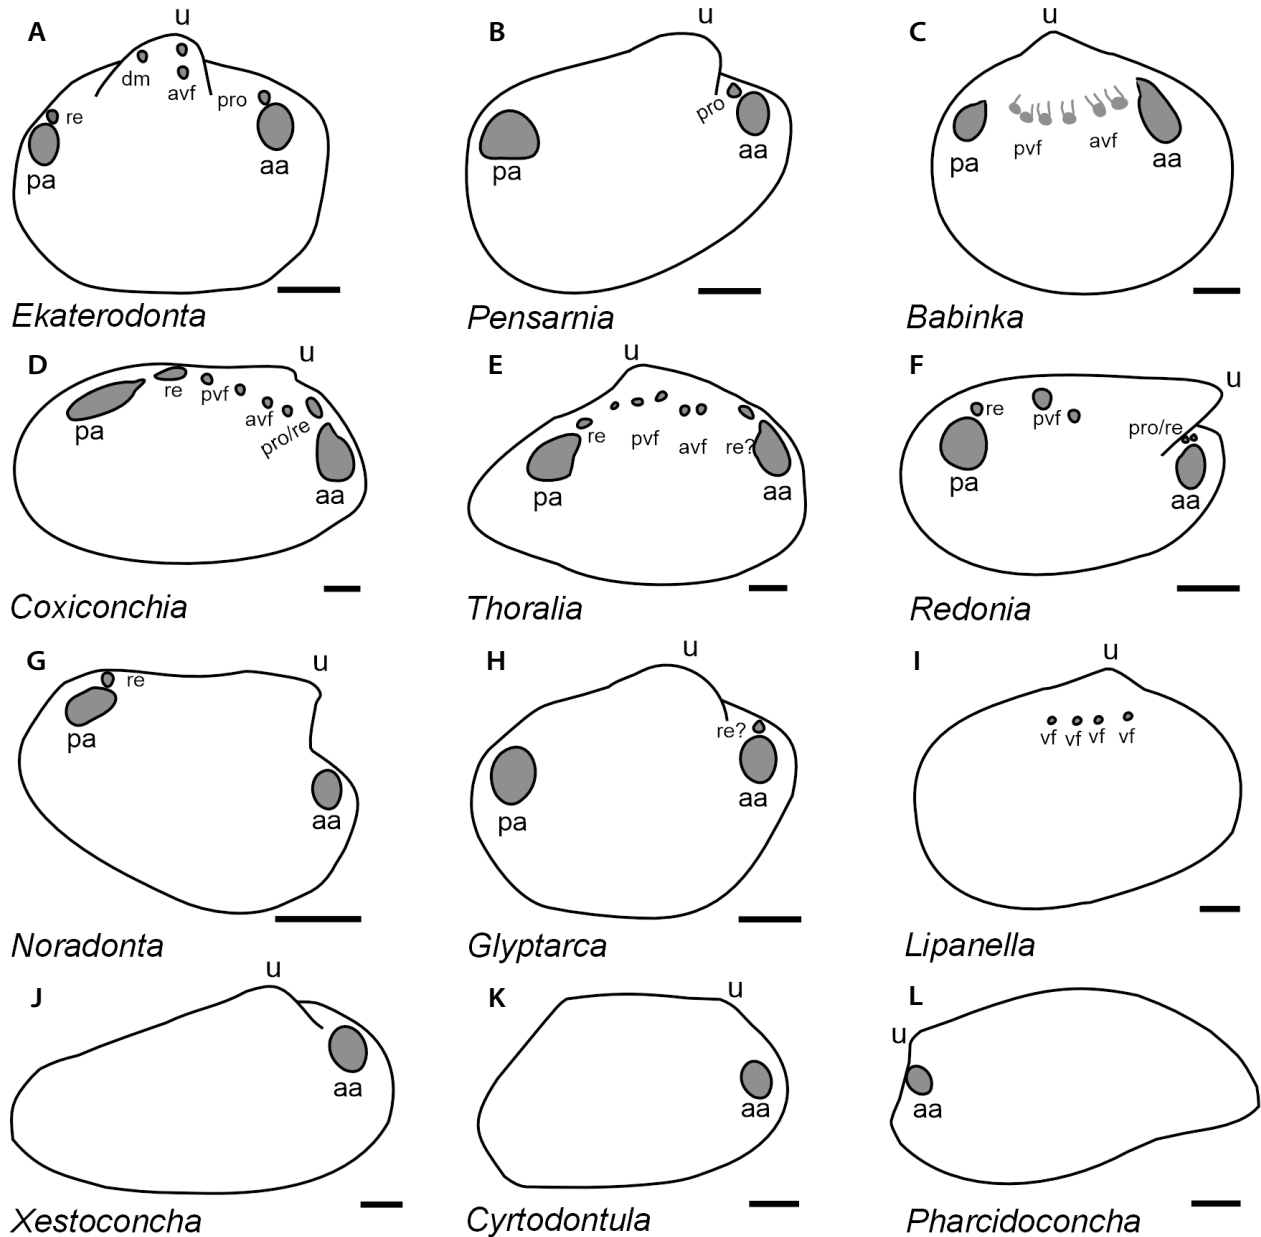 A
u
dm
avf
re
pro
pa
aa
Ekaterodonta
B
u
pro
pa
aa
Pensarnia
C
u
pa
pvf
avf
aa
Babinka
D
u
re
pvf
avf
pro/re
pa
aa
Coxiconchia
E
u
re
pvf
avf
re?
pa
aa
Thoralia
F
u
re
pvf
pro/re
pa
aa
Redonia
G
u
re
pa
aa
Noradonta
H
u
re?
pa
aa
Glyptarca
I
u
vf vf vf vf
Lipanella
J
u
aa
Xestoconcha
K
u
aa
Cyrtodontula
L
u
aa
Pharcidoconcha